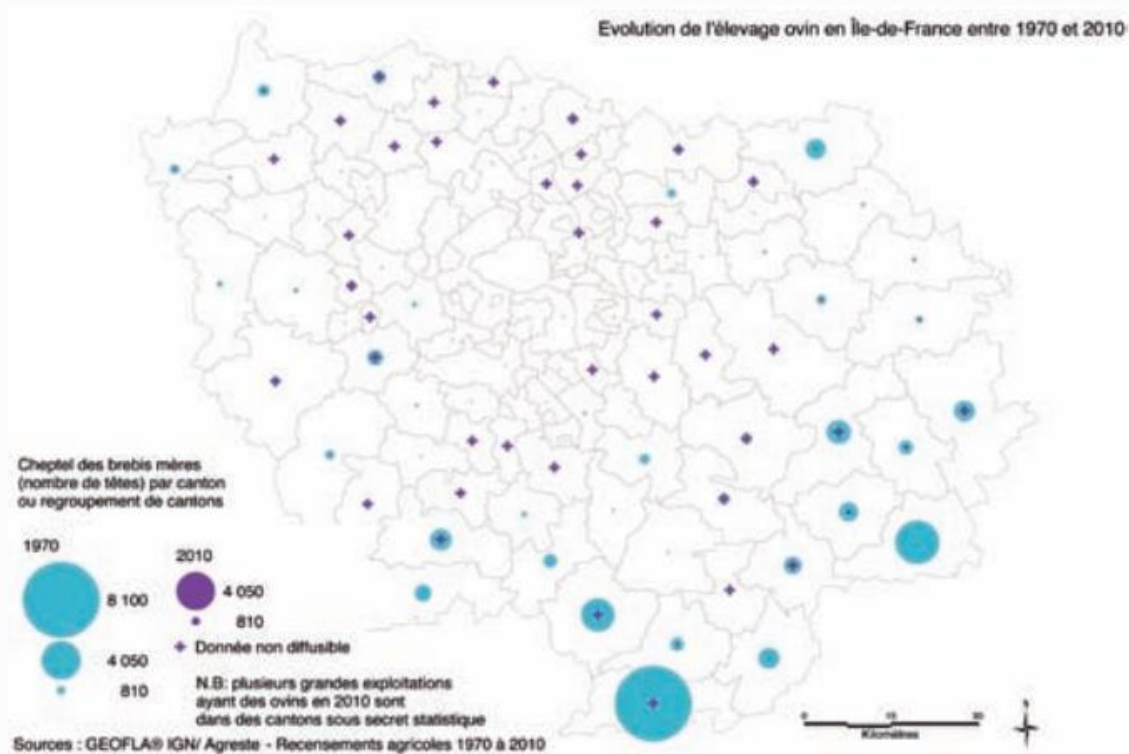 Evolution de l'élevage ovin en Île-de-France entre 1970 et 2010
Cheptel des brebis mères
(nombre de têtes) par canton
ou regroupement de cantons
1970
8 100
4 050
810
2010
4 050
810
Donnée non diffusible
N.B: plusieurs grandes exploitations
ayant des ovins en 2010 sont
dans des cantons sous secret statistique
Sources : GEOFLA® IGN/ Agreste - Recensements agricoles 1970 à 2010
0 10 20
Kilomètres